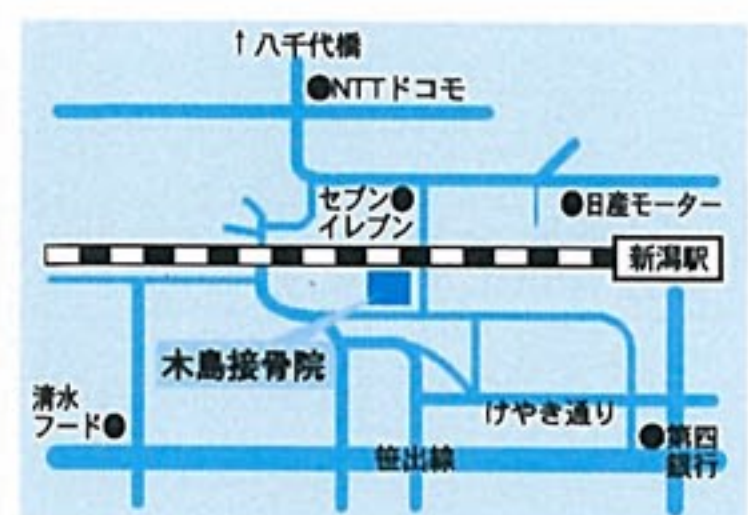 ↑八千代橋
●NTTドコモ
セブン●
イレブン
●日産モーター
新潟駅
木島接骨院
清水
フード●
けやき通り
●第四
銀行
笹出線